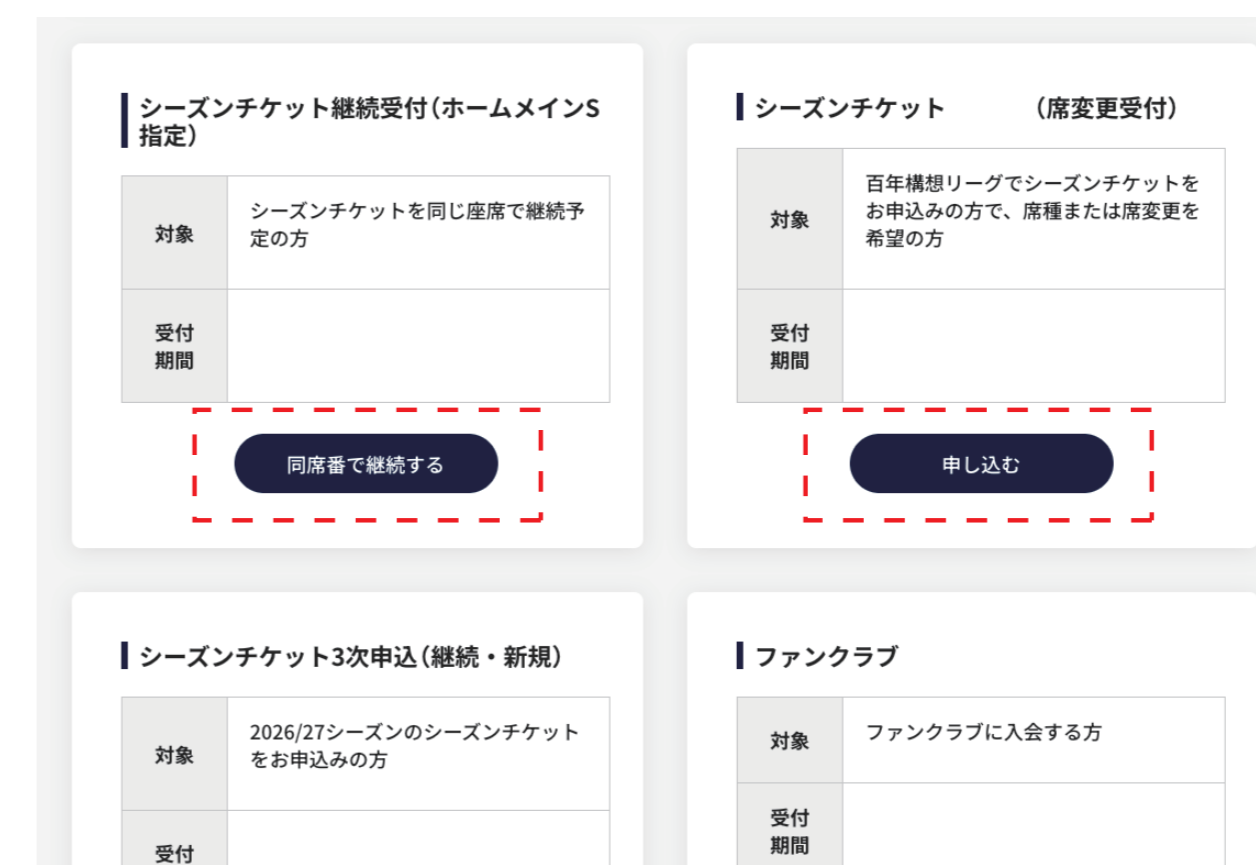 シーズンチケット継続受付（ホームメインS
指定）
対象
シーズンチケットを同じ座席で継続予
定の方
受付
期間
同席番で継続する
シーズンチケット　　　　（席変更受付）
対象
百年構想リーグでシーズンチケットを
お申込みの方で、席種または席変更を
希望の方
受付
期間
申し込む
シーズンチケット3次申込（継続・新規）
対象
2026/27シーズンのシーズンチケット
をお申込みの方
受付
ファンクラブ
対象
ファンクラブに入会する方
受付
期間